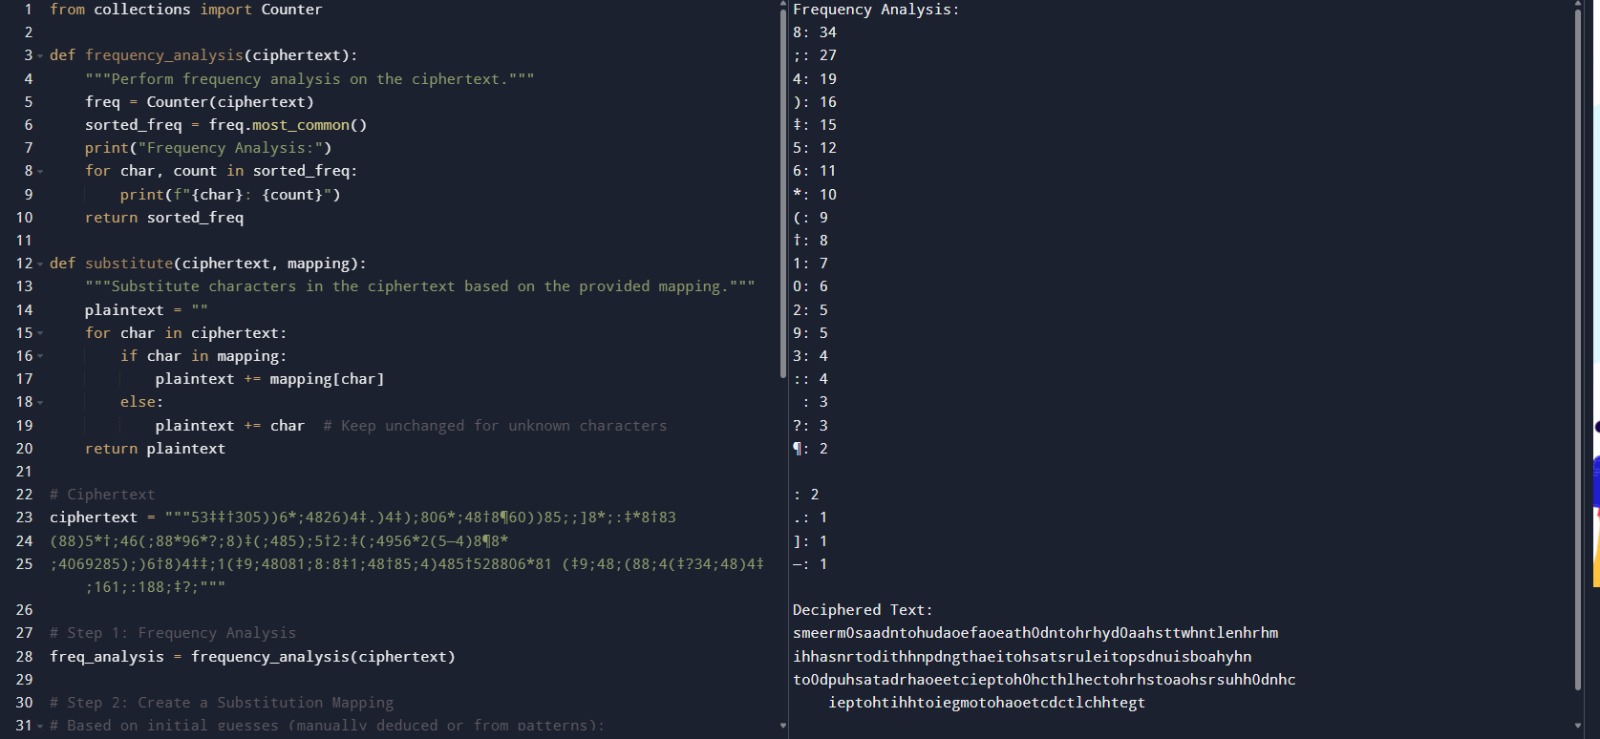 1 from collections import Counter
2
3 def frequency_analysis(ciphertext):
4 """Perform frequency analysis on the ciphertext."""
5 freq = Counter(ciphertext)
6 sorted_freq = freq.most_common()
7 print("Frequency Analysis:")
8 for char, count in sorted_freq:
9 print(f"{char}: {count}")
10 return sorted_freq
11
12 def substitute(ciphertext, mapping):
13 """Substitute characters in the ciphertext based on the provided mapping."""
14 plaintext = ""
15 for char in ciphertext:
16 if char in mapping:
17 plaintext += mapping[char]
18 else:
19 plaintext += char  # Keep unchanged for unknown characters
20 return plaintext
21
22 # Ciphertext
23 ciphertext = """53‡‡†305))6*;4826)4‡.)4‡);806*;48†8¶60))85;;]8*;:‡*8†83
24 (88)5*†;46(;88*96*?;8)‡(;485);5†2:‡(;4956*2(5—4)8¶8*
25 ;4069285);)6†8)4‡‡;1(‡9;48081;8:8‡1;48†85;4)485†528806*81 (‡9;48;(88;4(‡?34;48)4‡
;161;:188;‡?;"""
26
27 # Step 1: Frequency Analysis
28 freq_analysis = frequency_analysis(ciphertext)
29
30 # Step 2: Create a Substitution Mapping
31 # Based on initial guesses (manually deduced or from patterns):
Frequency Analysis:
8: 34
;: 27
4: 19
): 16
‡: 15
5: 12
6: 11
*: 10
(: 9
†: 8
1: 7
0: 6
2: 5
9: 5
3: 4
:: 4
: 3
?: 3
¶: 2
: 2
.: 1
]: 1
—: 1
Deciphered Text:
smeerm0saadntohudaoefaoeath0dntohrhyd0aahsttwhntlenhrhm
ihhasnrtodithhnpdngthaeitohsatsruleitopsdnuisboahyhn
to0dpuhsatadrhaoeetcieptoh0hcthlhectohrhstoaohsrsuhh0dnhc
ieptohtihhtoiegmotohaoetcdctlchhtegt